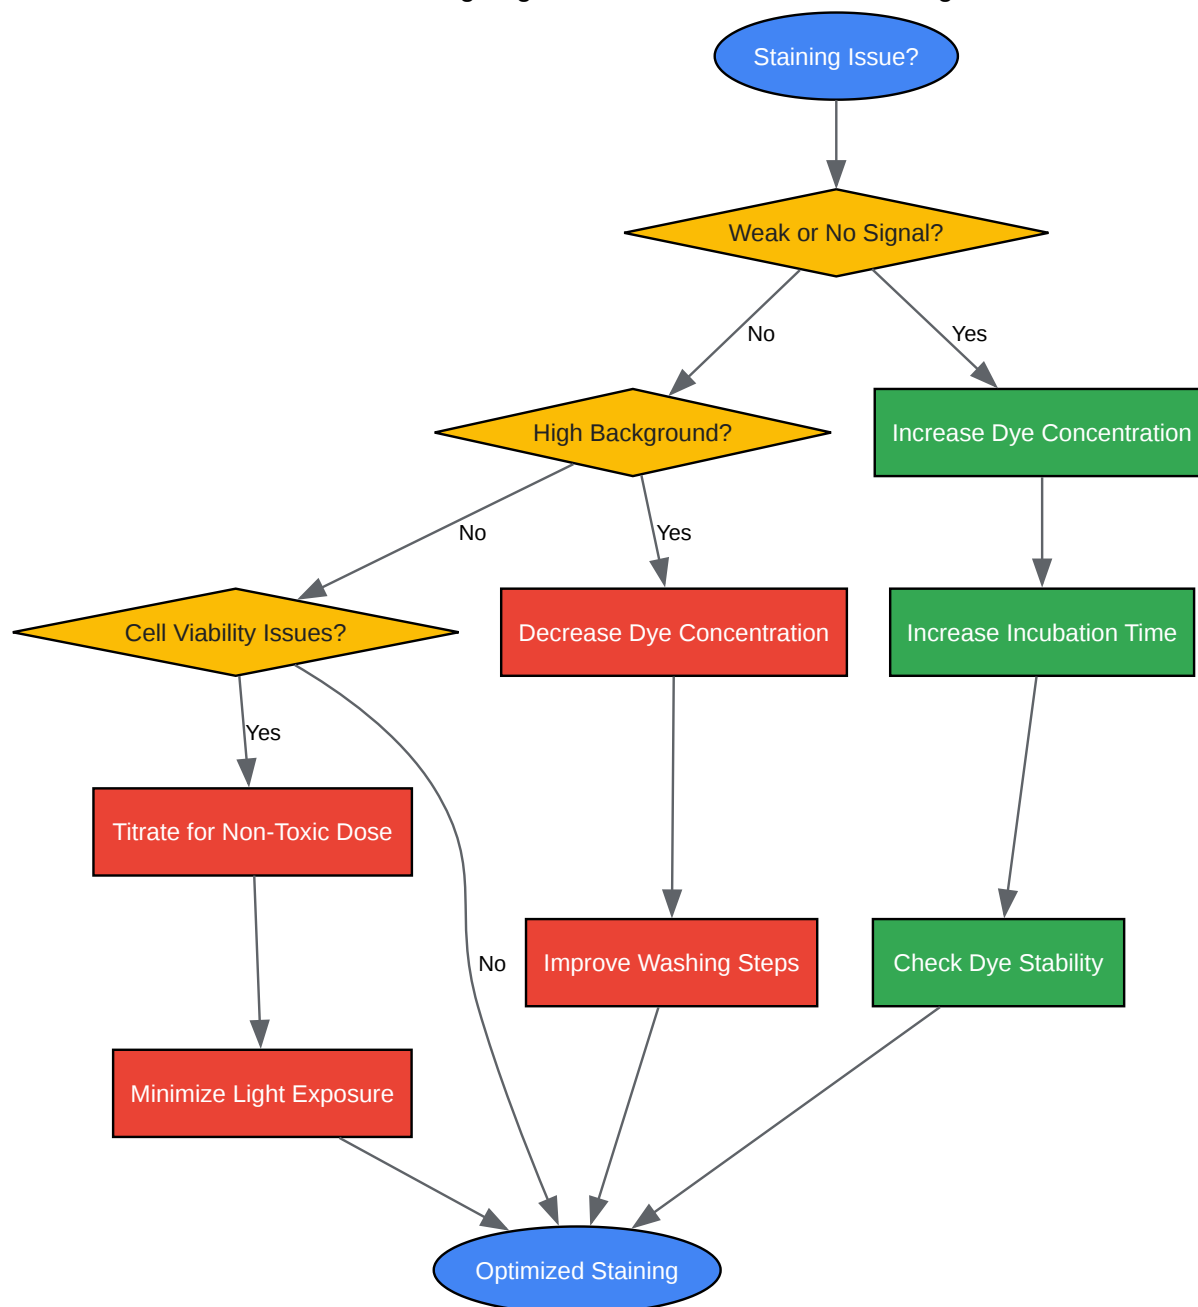 Staining Issue?
Weak or No Signal?
No
Yes
High Background?
Increase Dye Concentration
No
Yes
Cell Viability Issues?
Decrease Dye Concentration
Increase Incubation Time
Yes
Titrate for Non-Toxic Dose
No
Improve Washing Steps
Check Dye Stability
Minimize Light Exposure
Optimized Staining